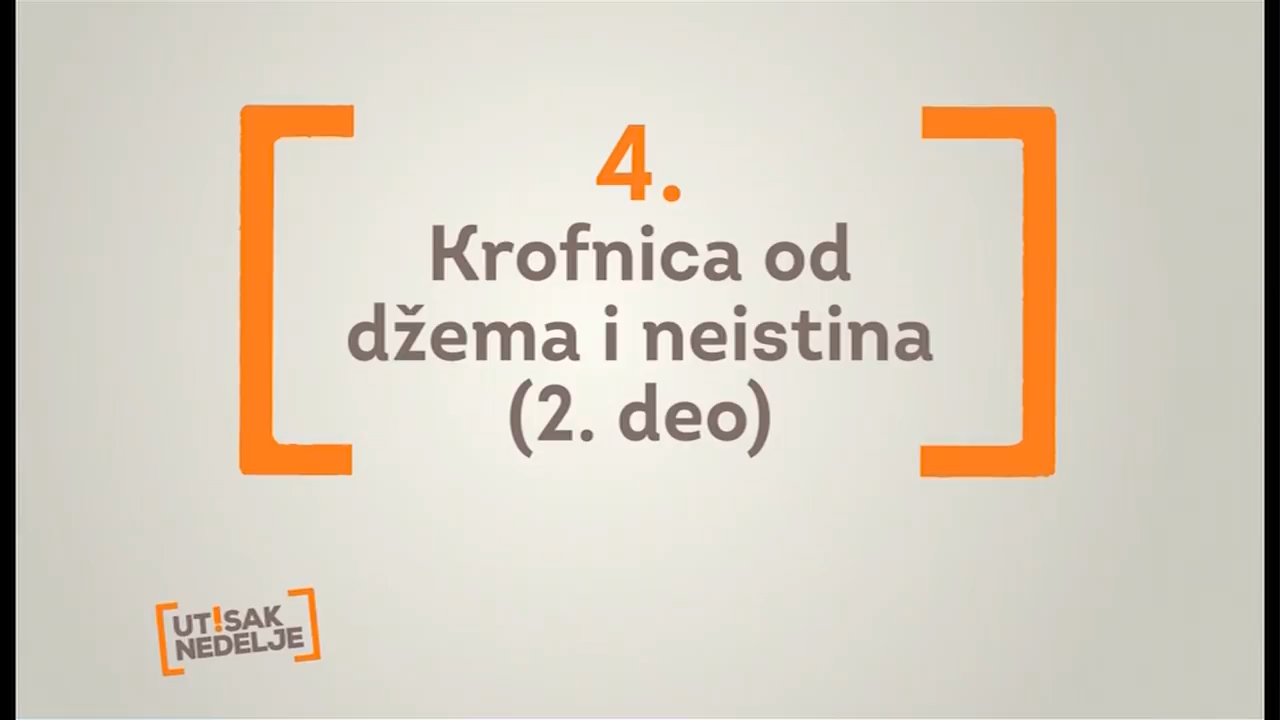 4.
Krofnica od
džema i neistina
(2. deo)
UT!SAK
NEDELJE